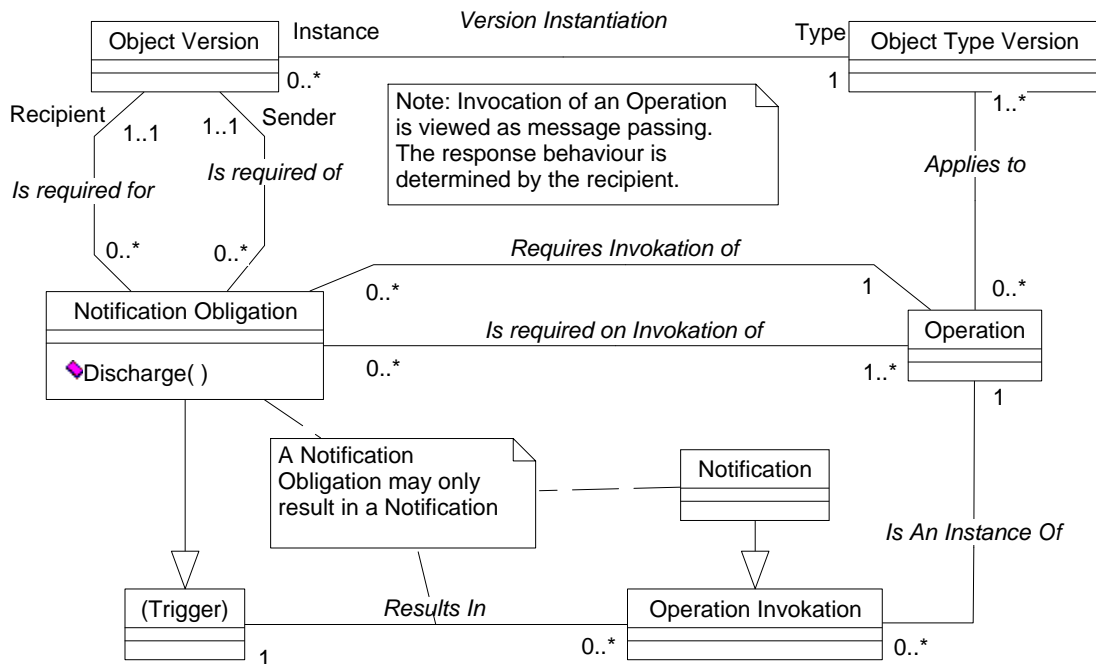 Version Instantiation
Object Version
Instance
Type
Object Type Version
0..*
1
Recipient
1..1
1..1
Sender
1..*
Note: Invocation of an Operation
is viewed as message passing.
The response behaviour is
determined by the recipient.
Is required for
Is required of
Applies to
0..*
0..*
Requires Invokation of
0..*
1
0..*
Notification Obligation
Operation
Is required on Invokation of
Discharge( )
0..*
1..*
1
A Notification
Obligation may only
result in a Notification
Notification
Is An Instance Of
(Trigger)
Results In
Operation Invokation
1
0..*
0..*